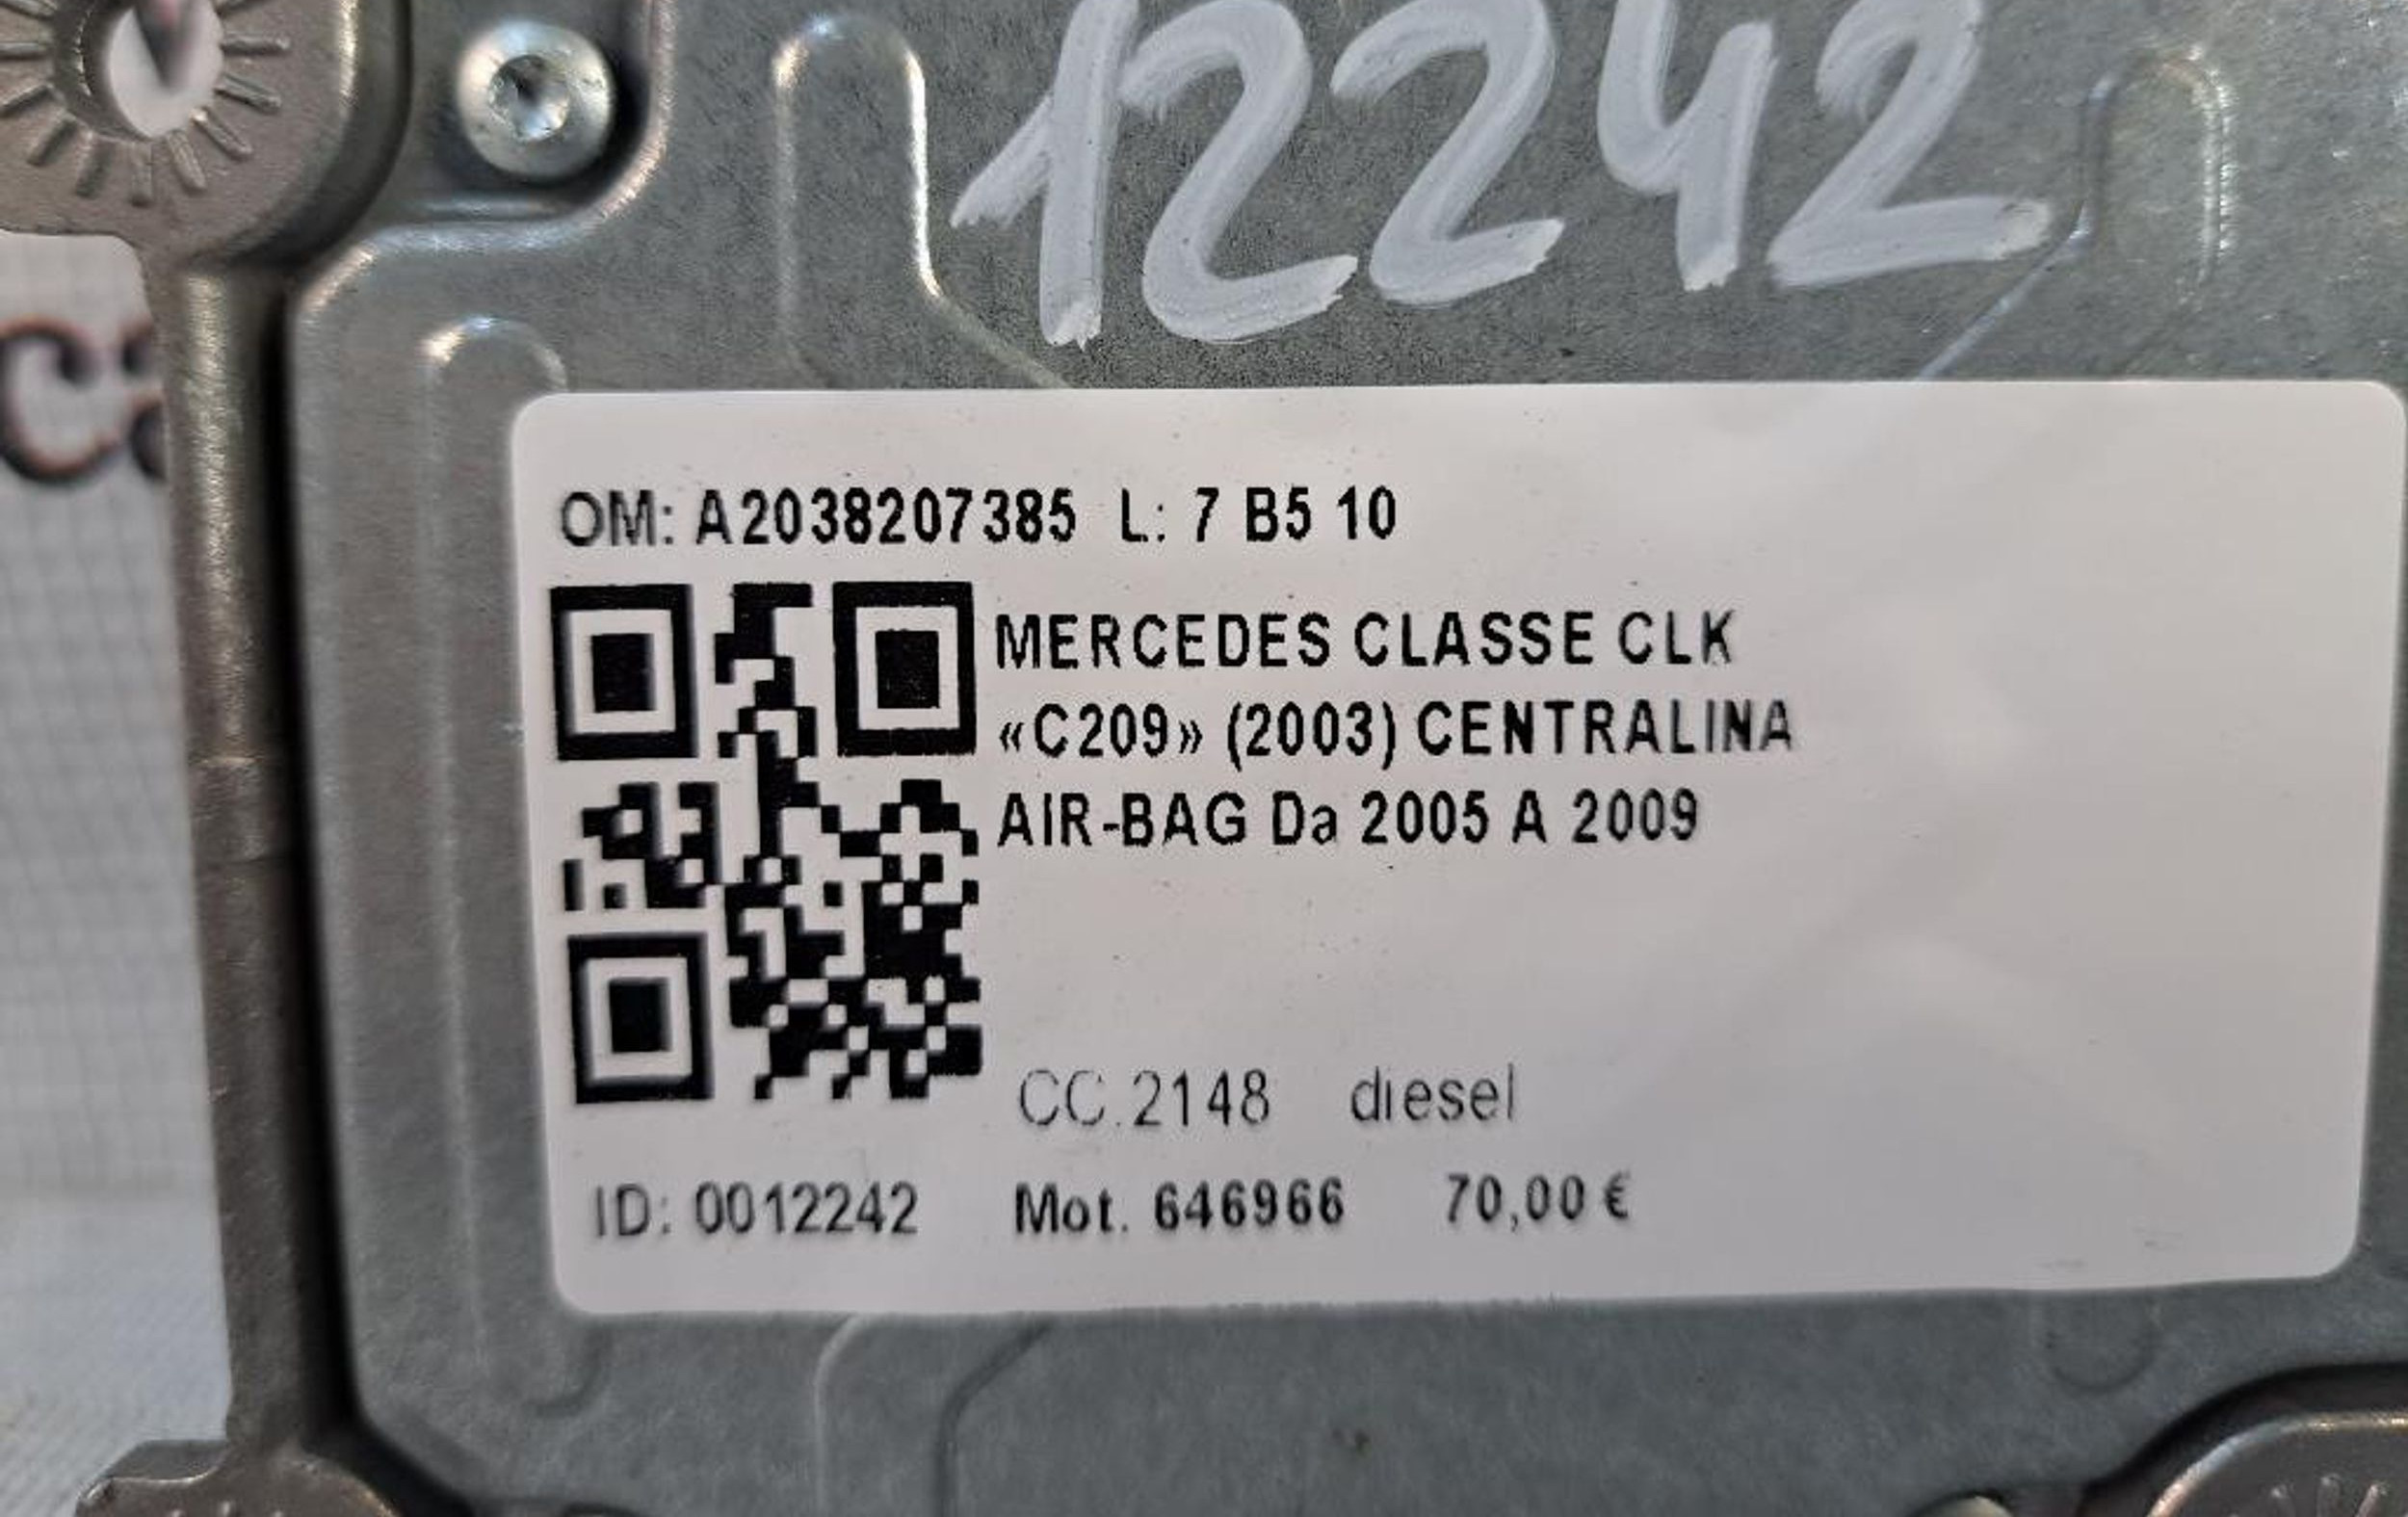 12242
OM: A2038207385 L: 7 B5 10
MERCEDES CLASSE CLK
«C209» (2003) CENTRALINA
AIR-BAG Da 2005 A 2009
CC.2148 diesel
ID: 0012242 Mot. 646966 70,00 €